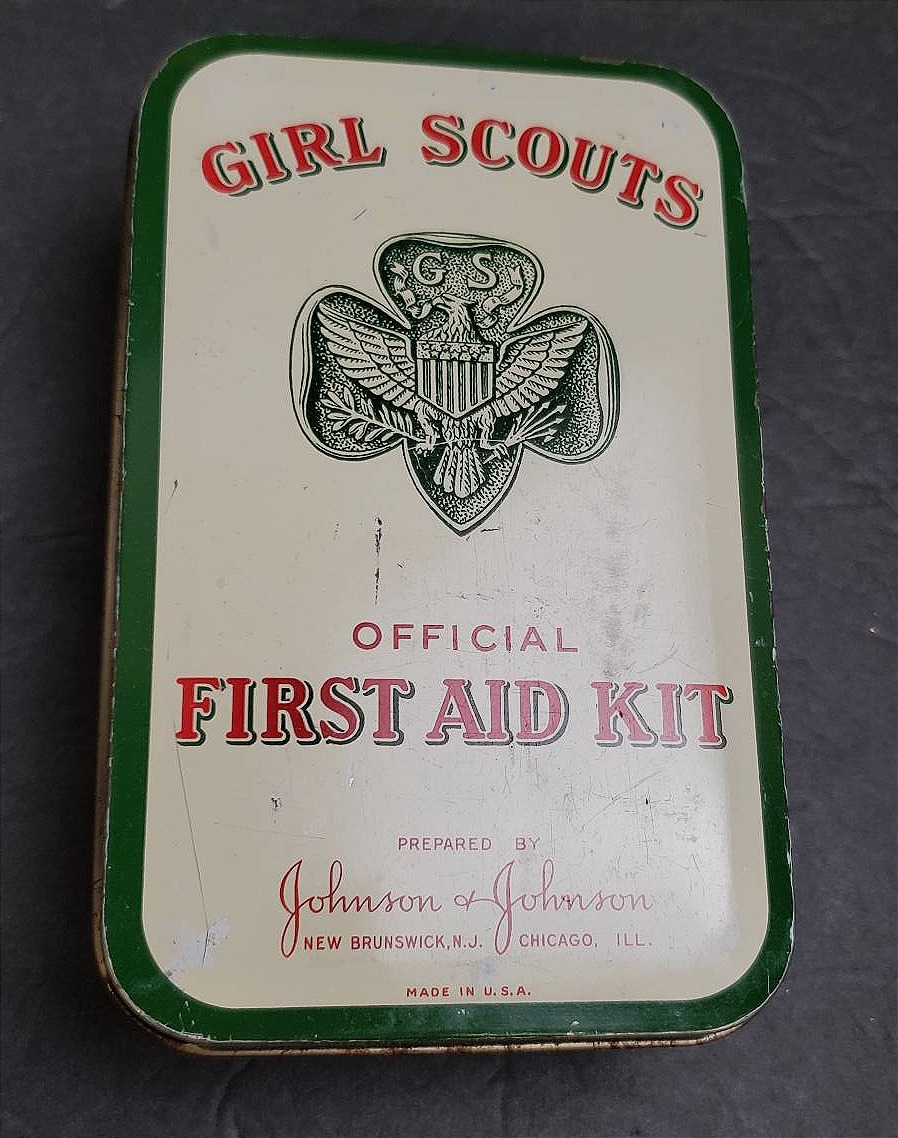 GIRL SCOUTS
GS
OFFICIAL
FIRST AID KIT
PREPARED BY
Johnson & Johnson
NEW BRUNSWICK, N.J. CHICAGO, ILL.
MADE IN U.S.A.